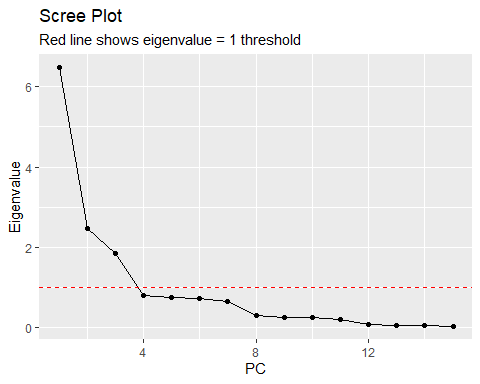 Scree Plot
Red line shows eigenvalue = 1 threshold
6
4
2
0
Eigenvalue
4 8 12
PC